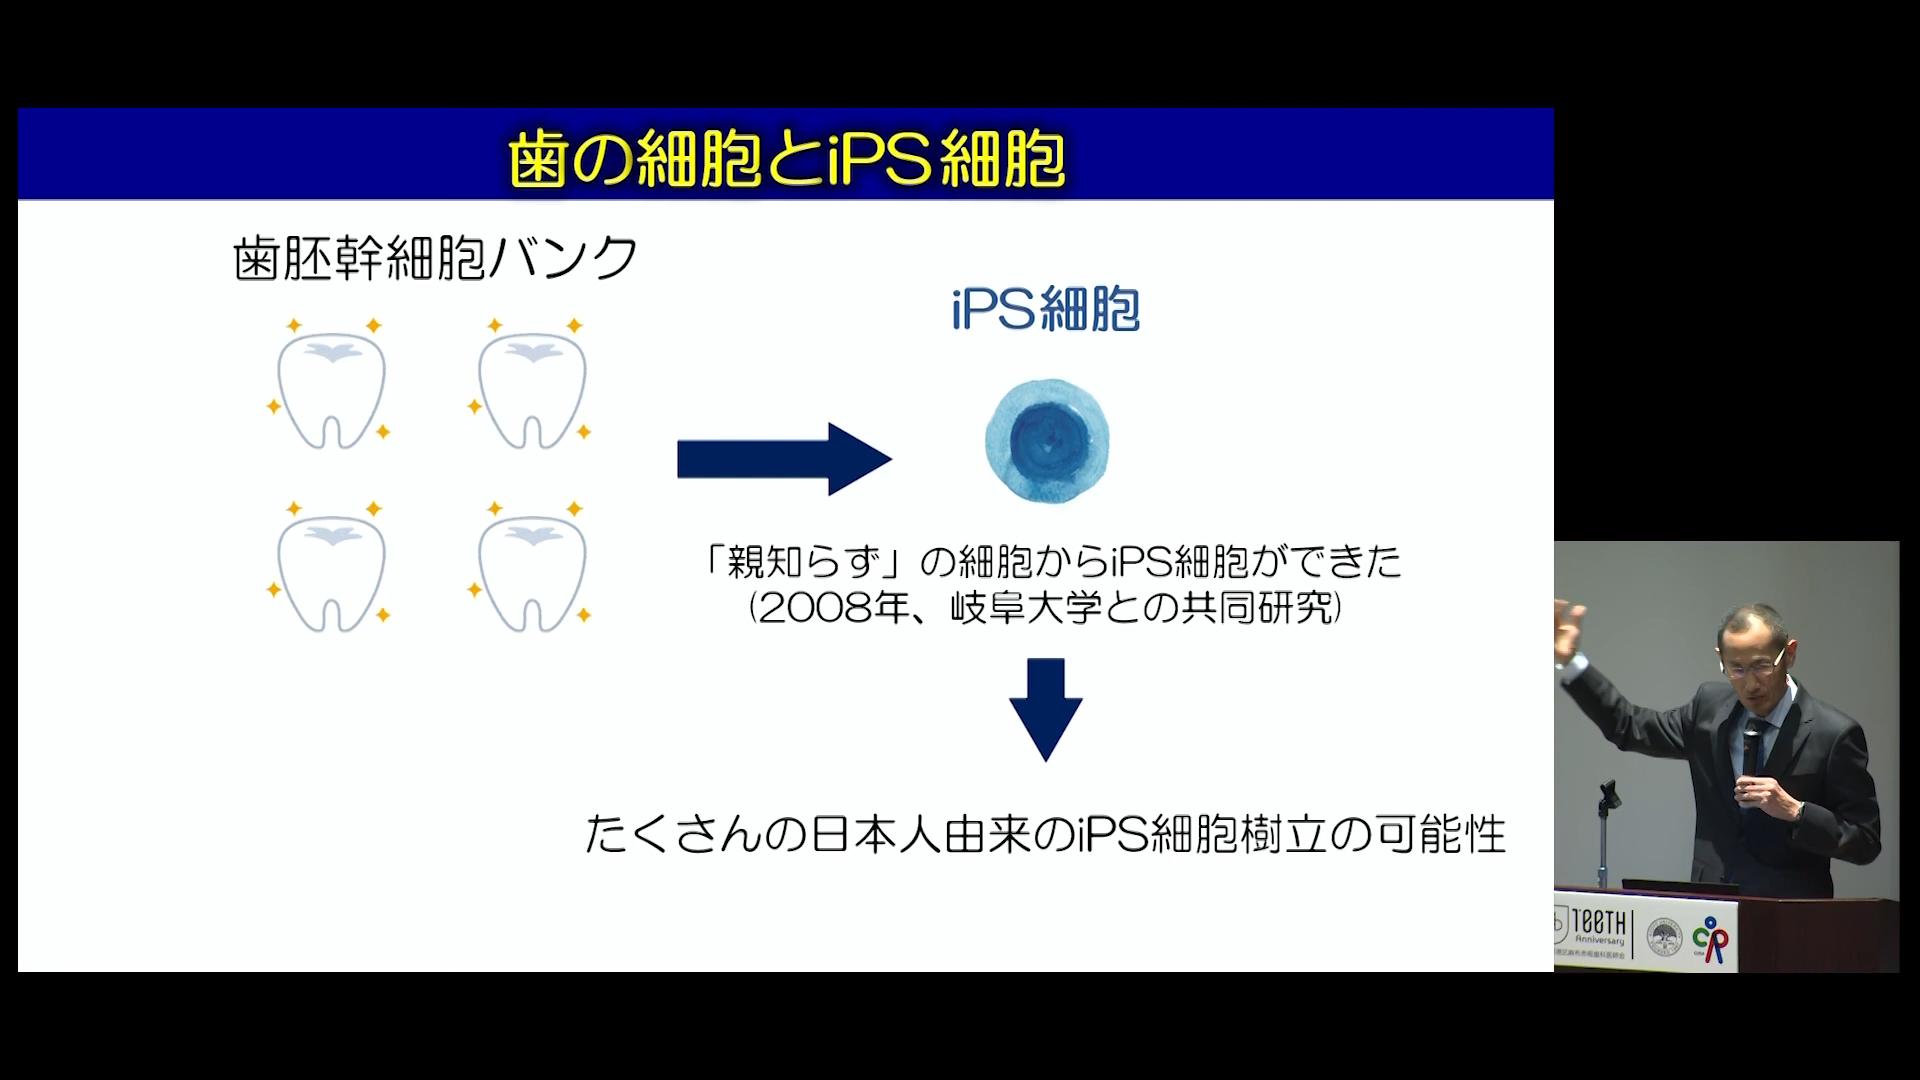 歯の細胞とiPS細胞
歯胚幹細胞バンク
iPS細胞
「親知らず」の細胞からiPS細胞ができた
(2008年、岐阜大学との共同研究)
たくさんの日本人由来のiPS細胞樹立の可能性
100TH
Anniversary